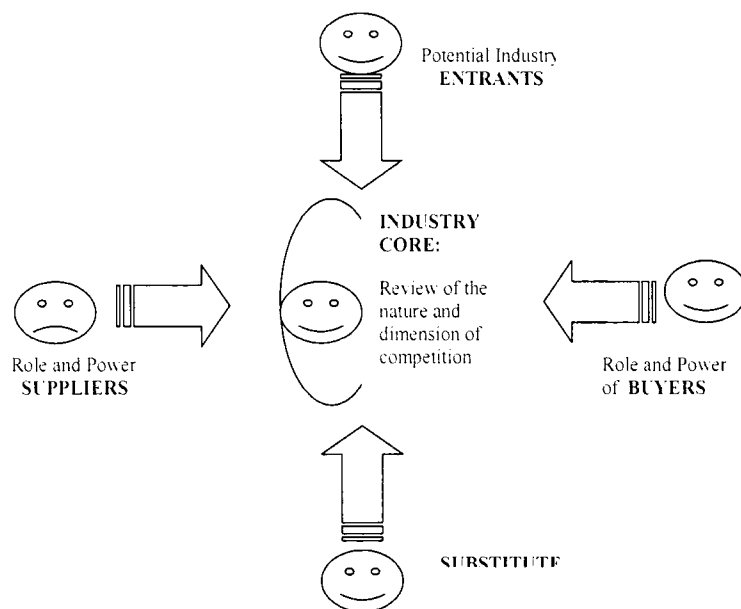 Potential Industry
ENTRANTS
INDUSTRY
CORE:
Review of the
nature and
dimension of
competition
Role and Power
SUPPLIERS
Role and Power
of BUYERS
SUBSTITUTE